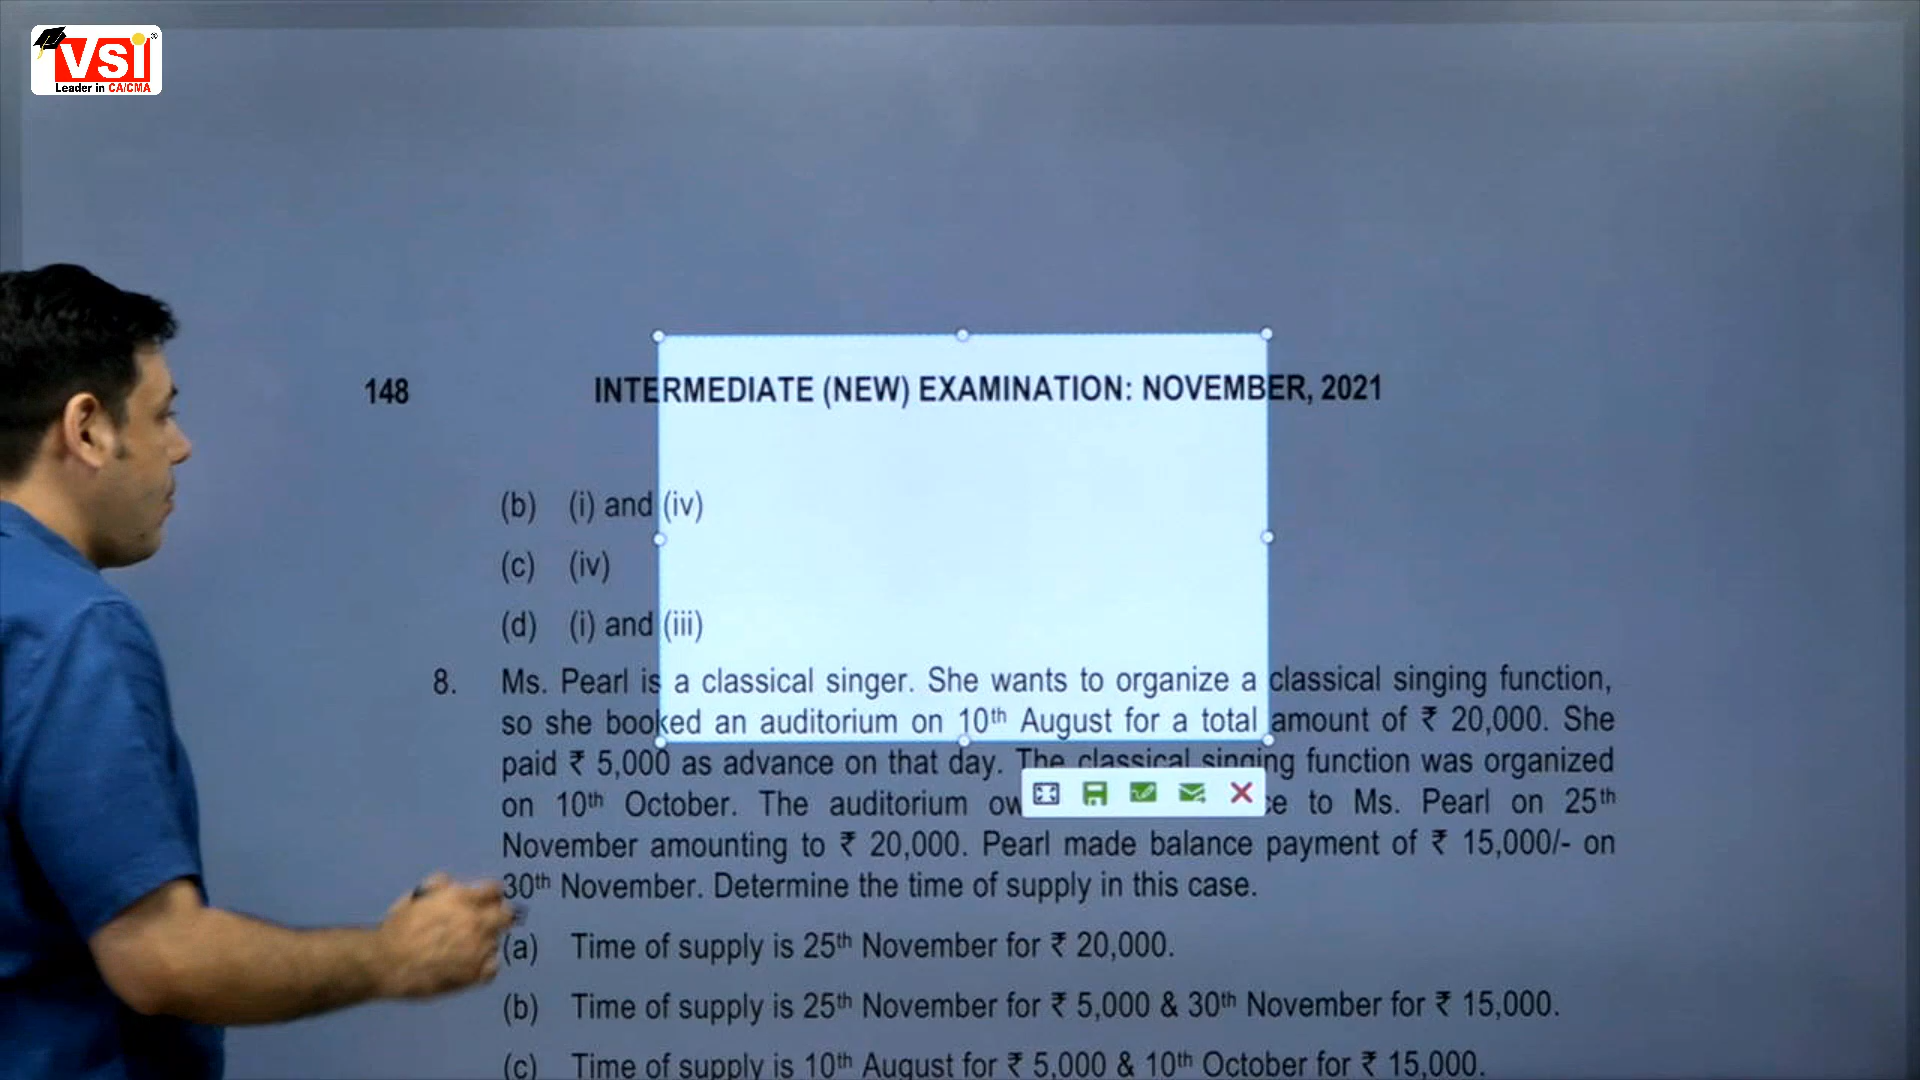 VSI®
Leader in CA/CMA
148 INTERMEDIATE (NEW) EXAMINATION: NOVEMBER, 2021
(b) (i) and (iv)
(c) (iv)
(d) (i) and (iii)
8. Ms. Pearl is a classical singer. She wants to organize a classical singing function,
so she booked an auditorium on 10th August for a total amount of ₹ 20,000. She
paid ₹ 5,000 as advance on that day. The classical singing function was organized
on 10th October. The auditorium to Ms. Pearl on 25th
November amounting to ₹ 20,000. Pearl made balance payment of ₹ 15,000/- on
30th November. Determine the time of supply in this case.
(a) Time of supply is 25th November for ₹ 20,000.
(b) Time of supply is 25th November for ₹ 5,000 & 30th November for ₹ 15,000.
(c) Time of supply is 10th August for ₹ 5,000 & 10th October for ₹ 15,000.